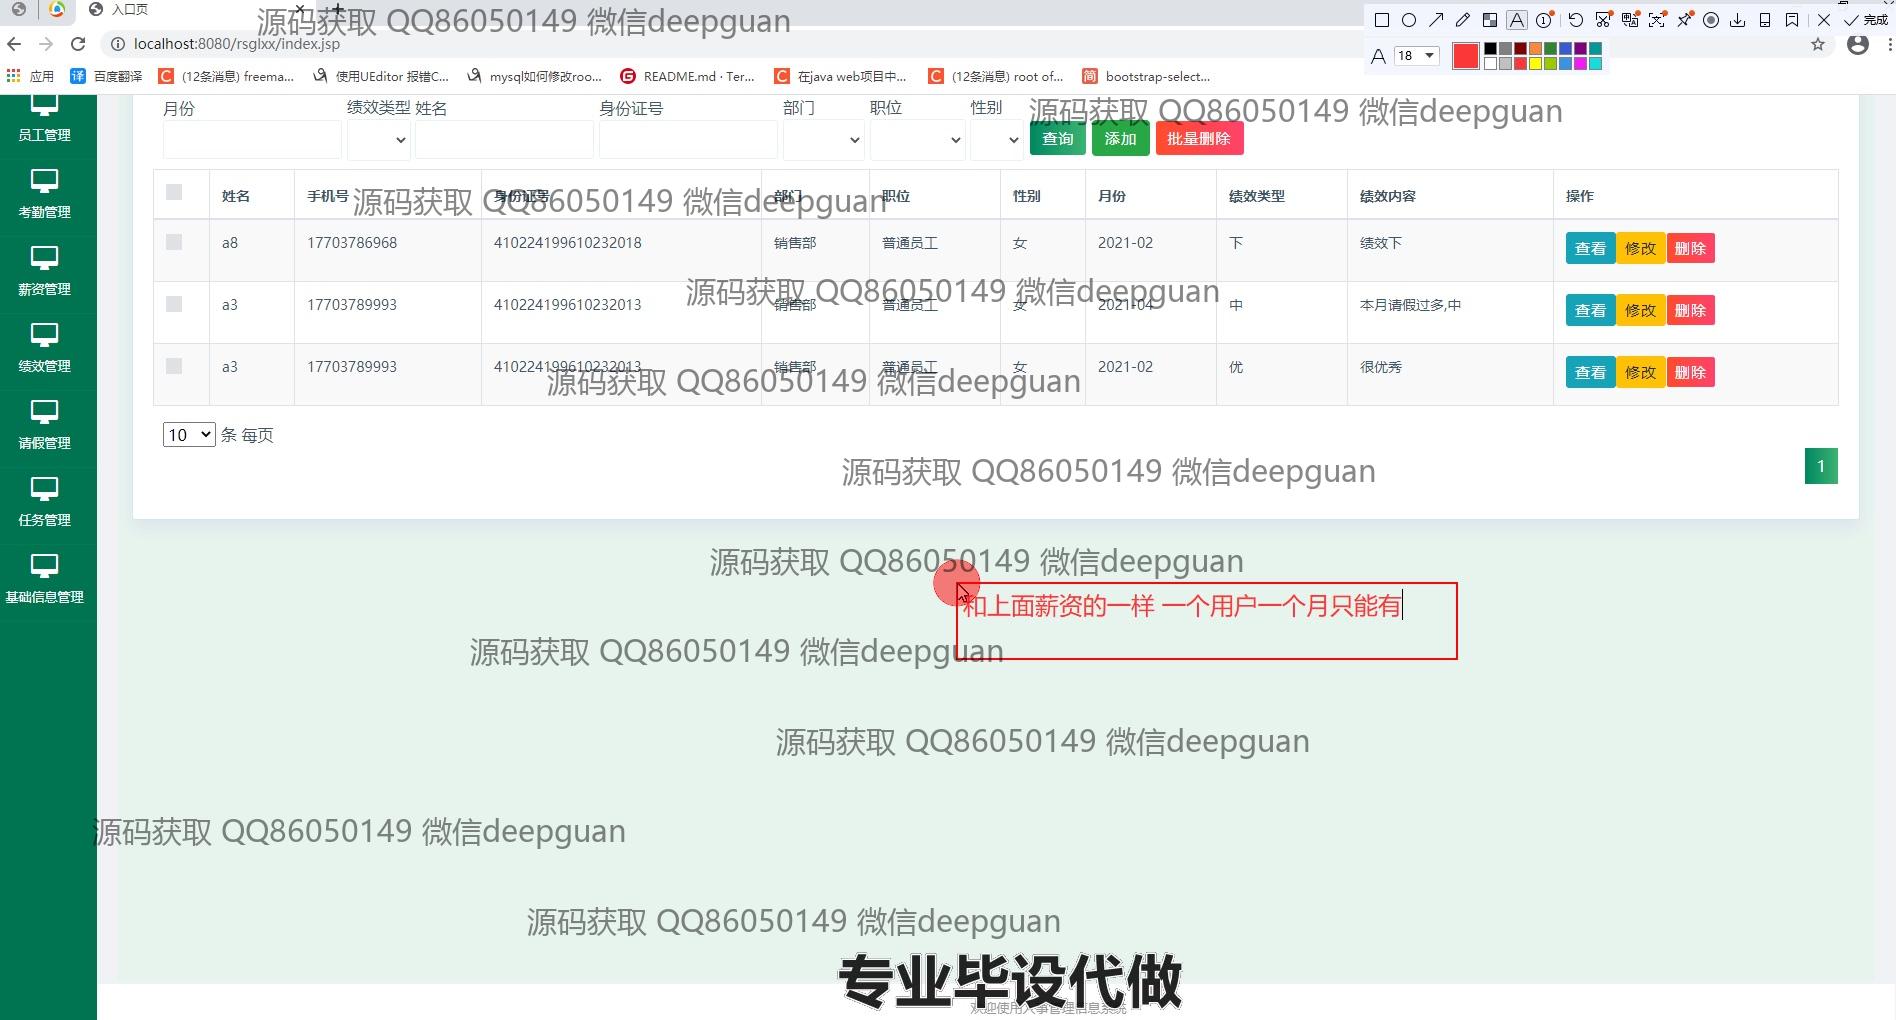 入口页
源码获取 QQ86050149 微信deepguan
完成
localhost:8080/rsglxx/index.jsp
A 18
应用 百度翻译 (12条消息) freema... 使用UEditor 报错C... mysql如何修改roo... README.md · Ter... 在java web项目中... (12条消息) root of... bootstrap-select...
月份 绩效类型 姓名 身份证号 部门 职位 性别
源码获取 QQ86050149 微信deepguan
查询 添加 批量删除
员工管理
考勤管理
薪资管理
绩效管理
请假管理
任务管理
基础信息管理
姓名 手机号 身份证号 部门 职位 性别 月份 绩效类型 绩效内容 操作
源码获取 QQ86050149 微信deepguan
a8 17703786968 410224199610232018 销售部 普通员工 女 2021-02 下 绩效下 查看 修改 删除
源码获取 QQ86050149 微信deepguan
a3 17703789993 410224199610232013 销售部 普通员工 女 2021-04 中 本月请假过多,中 查看 修改 删除
a3 17703789993 410224199610232013 销售部 普通员工 女 2021-02 优 很优秀 查看 修改 删除
源码获取 QQ86050149 微信deepguan
10 条 每页
源码获取 QQ86050149 微信deepguan
1
源码获取 QQ86050149 微信deepguan
和上面薪资的一样 一个用户一个月只能有
源码获取 QQ86050149 微信deepguan
源码获取 QQ86050149 微信deepguan
源码获取 QQ86050149 微信deepguan
源码获取 QQ86050149 微信deepguan
专业毕设代做
欢迎使用人事管理信息系统